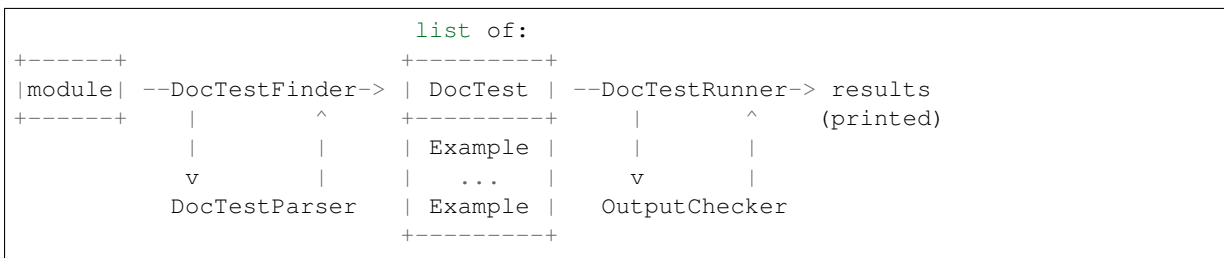 list of:
+------+                   +---------+
|module| --DocTestFinder-> | DocTest | --DocTestRunner-> results
+------+    |        ^     +---------+     |       ^    (printed)
            |        |     | Example |     |       |
            v        |     |   ...   |     v       |
           DocTestParser   | Example |   OutputChecker
                           +---------+